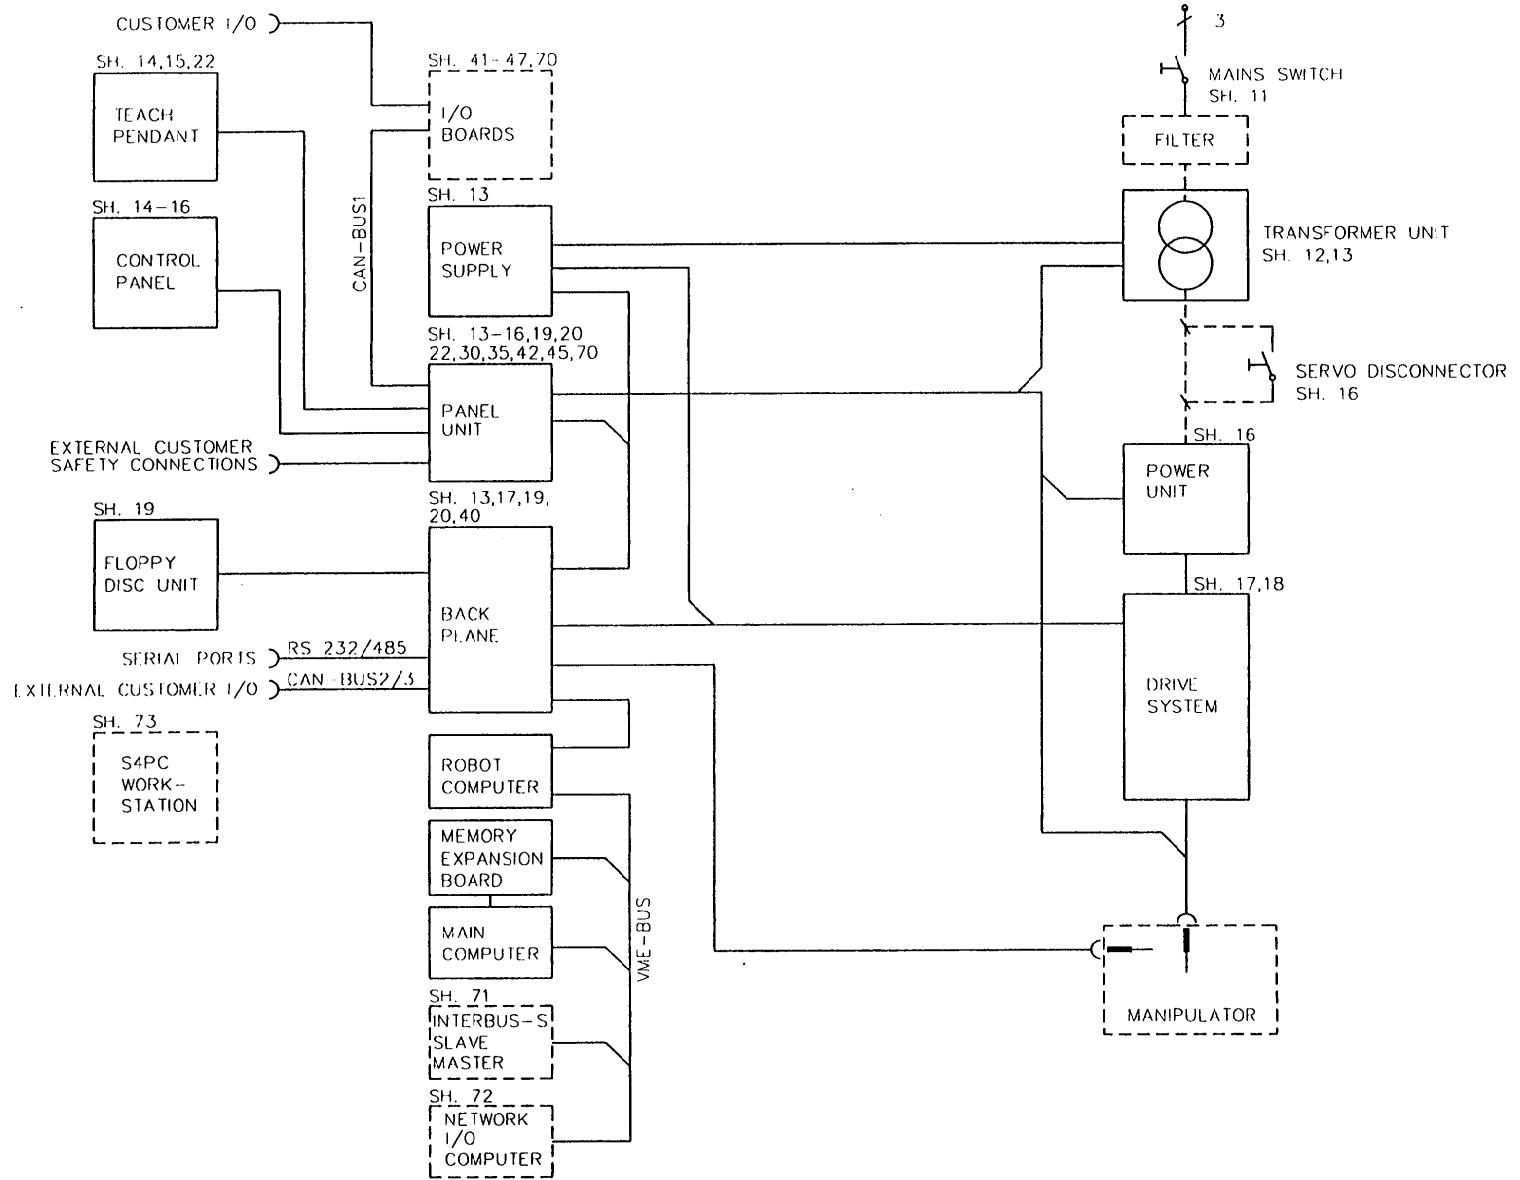 CUSTOMER I/O
SH. 14,15,22
TEACH
PENDANT
SH. 14-16
CONTROL
PANEL
EXTERNAL CUSTOMER
SAFETY CONNECTIONS
SH. 19
FLOPPY
DISC UNIT
SERIAL PORTS
RS 232/485
EXTERNAL CUSTOMER I/O
CAN-BUS2/3
SH. 73
S4PC
WORK-
STATION
SH. 41-47,70
I/O
BOARDS
CAN-BUS1
SH. 13
POWER
SUPPLY
SH. 13-16,19,20
22,30,35,42,45,70
PANEL
UNIT
SH. 13,17,19,
20,40
BACK
PLANE
ROBOT
COMPUTER
MEMORY
EXPANSION
BOARD
MAIN
COMPUTER
VME-BUS
SH. 71
INTERBUS-S
SLAVE
MASTER
SH. 72
NETWORK
I/O
COMPUTER
3
MAINS SWITCH
SH. 11
FILTER
TRANSFORMER UNIT
SH. 12,13
SERVO DISCONNECTOR
SH. 16
SH. 16
POWER
UNIT
SH. 17,18
DRIVE
SYSTEM
MANIPULATOR